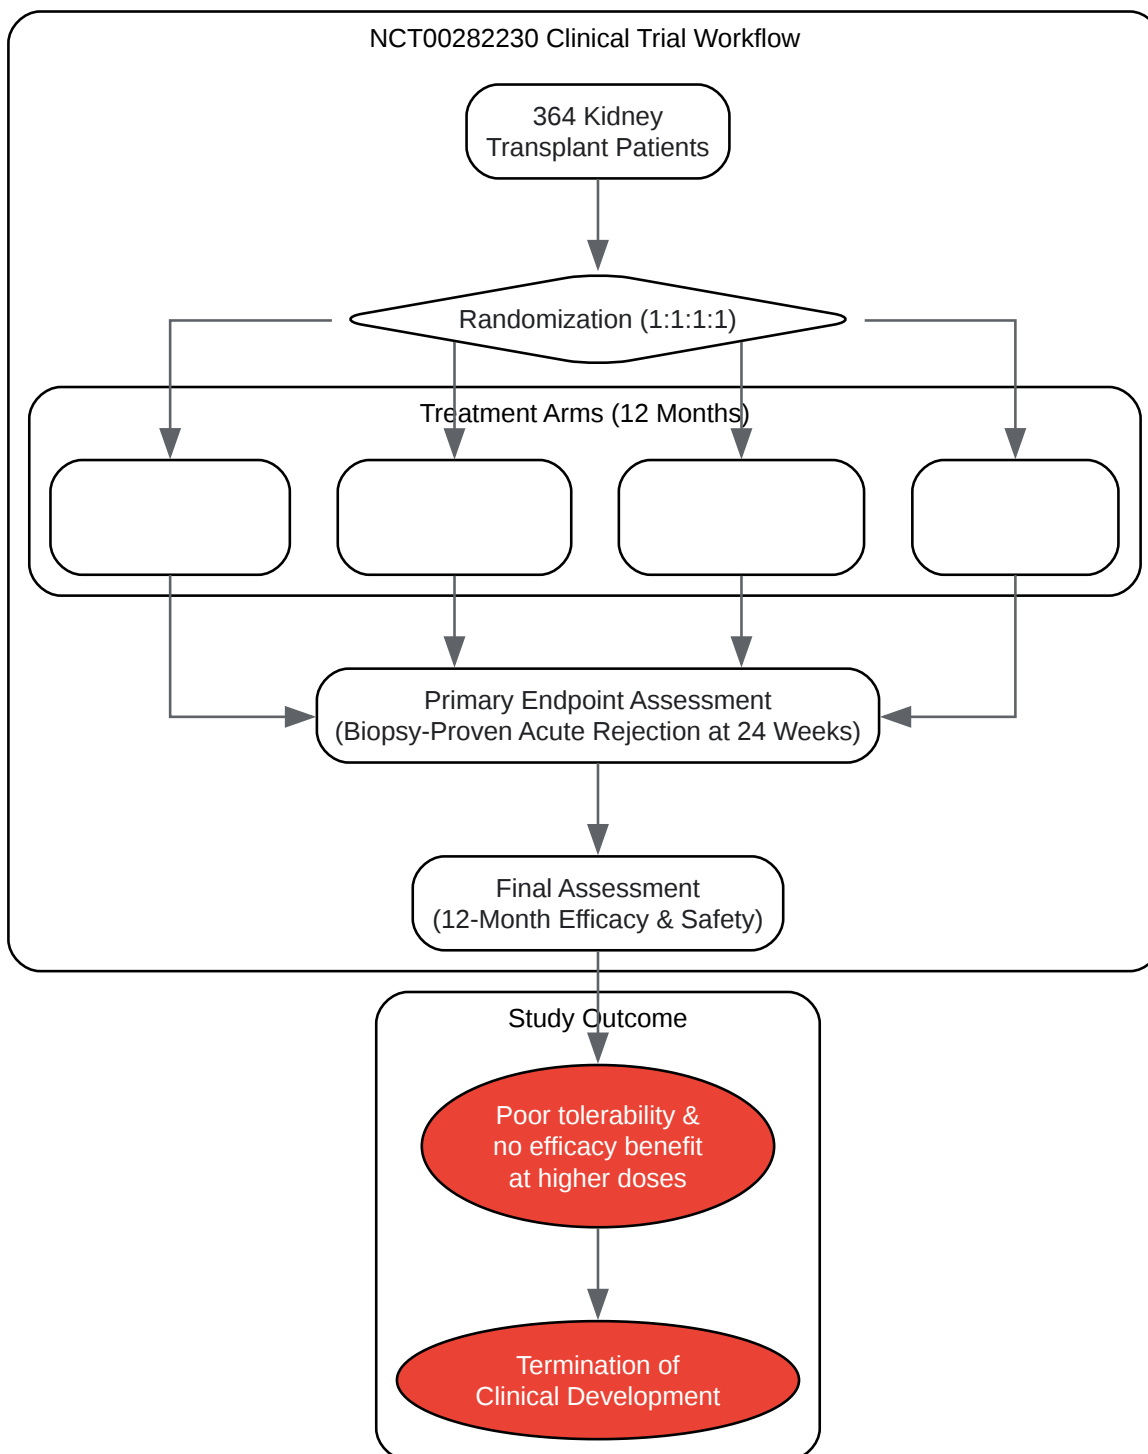 NCT00282230 Clinical Trial Workflow
364 Kidney
Transplant Patients
Randomization (1:1:1:1)
Treatment Arms (12 Months)
Primary Endpoint Assessment
(Biopsy-Proven Acute Rejection at 24 Weeks)
Final Assessment
(12-Month Efficacy & Safety)
Study Outcome
Poor tolerability &
no efficacy benefit
at higher doses
Termination of
Clinical Development